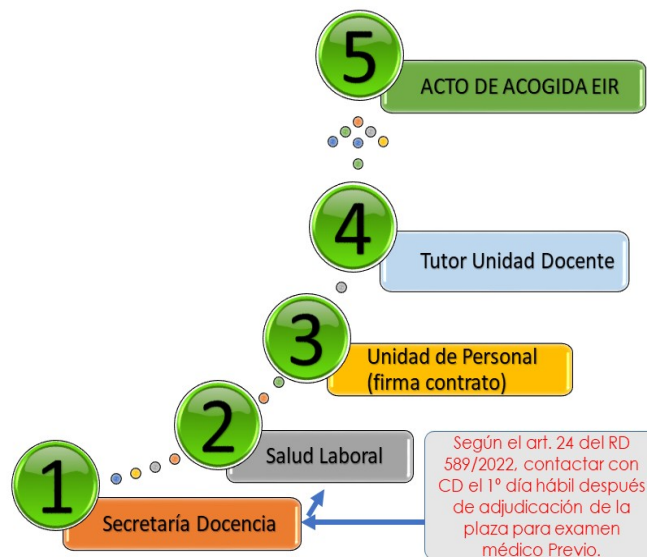 5
ACTO DE ACOGIDA EIR
4
Tutor Unidad Docente
3
Unidad de Personal
(firma contrato)
2
Salud Laboral
1
Secretaría Docencia
Según el art. 24 del RD
589/2022, contactar con
CD el 1º día hábil después
de adjudicación de la
plaza para examen
médico Previo.